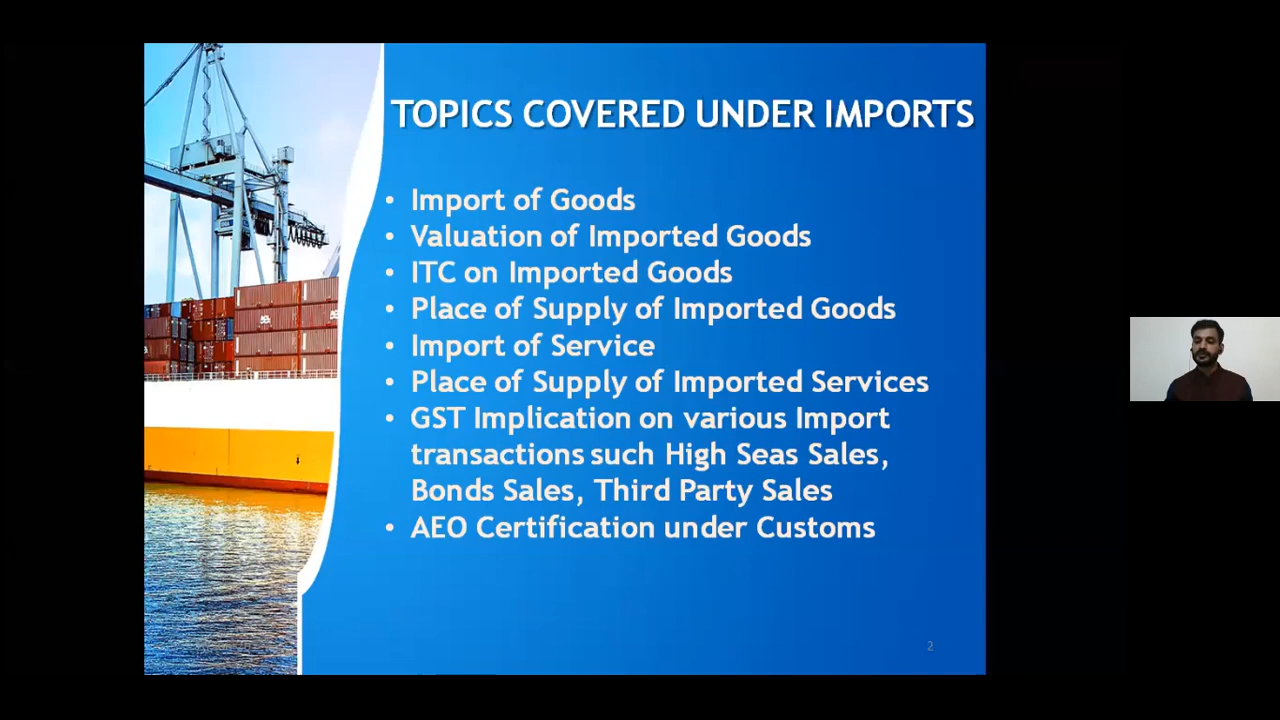 TOPICS COVERED UNDER IMPORTS
• Import of Goods
• Valuation of Imported Goods
• ITC on Imported Goods
• Place of Supply of Imported Goods
• Import of Service
• Place of Supply of Imported Services
• GST Implication on various Import
transactions such High Seas Sales,
Bonds Sales, Third Party Sales
• AEO Certification under Customs
2